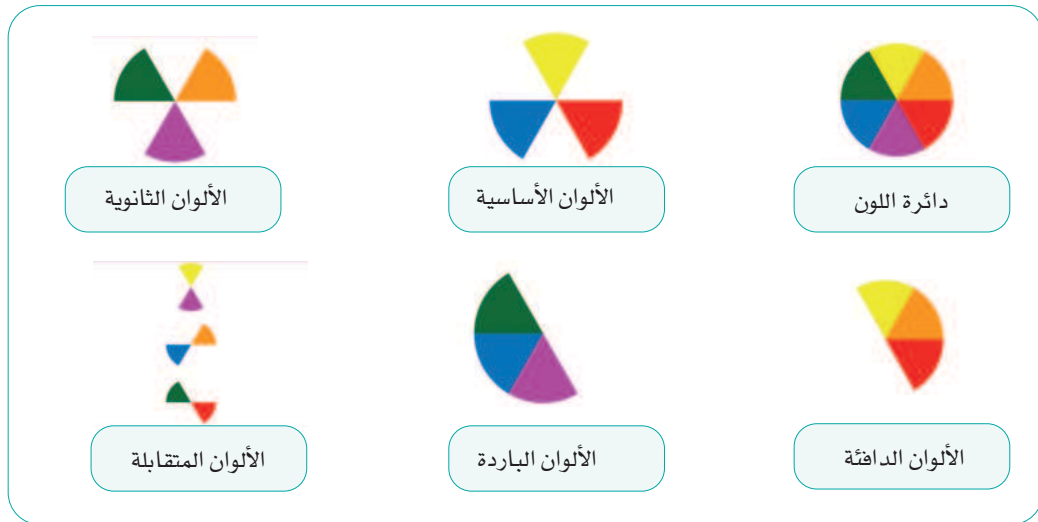 دائرة اللون
الألوان الأساسية
الألوان الثانوية
الألوان الدافئة
الألوان الباردة
الألوان المتقابلة